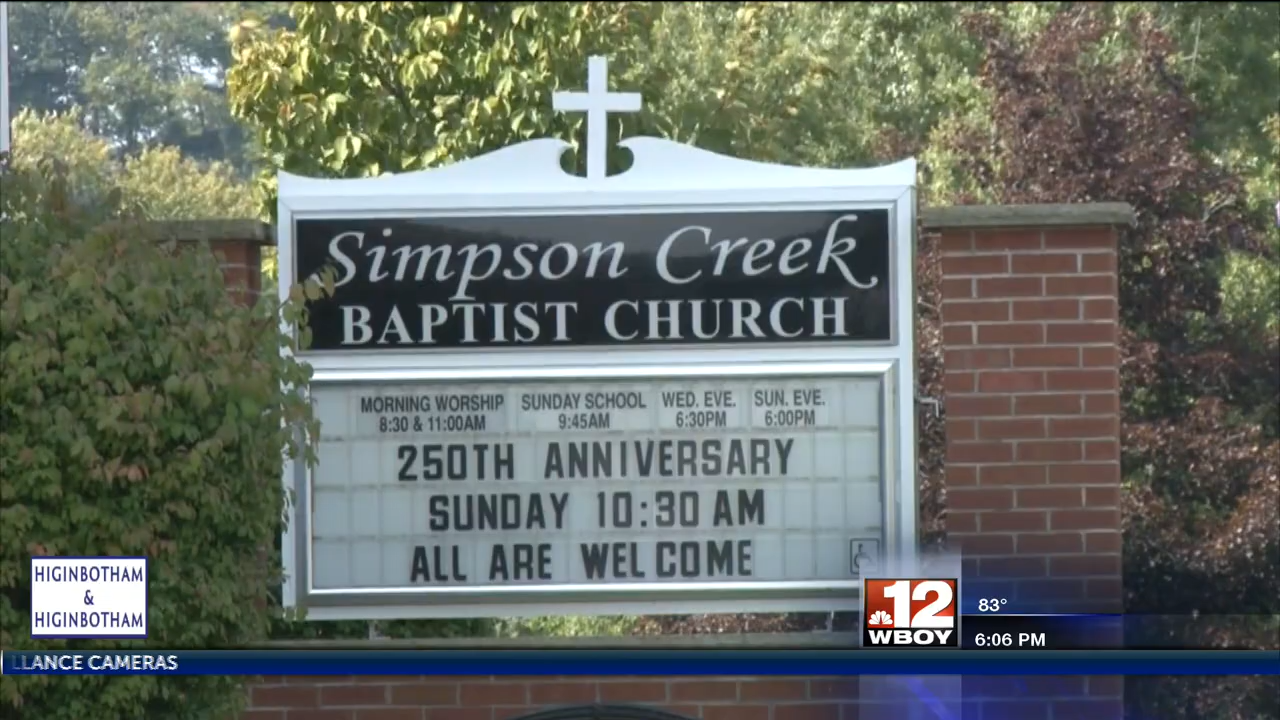 Simpson Creek
BAPTIST CHURCH
MORNING WORSHIP
8:30 & 11:00AM
SUNDAY SCHOOL
9:45AM
WED. EVE.
6:30PM
SUN. EVE.
6:00PM
250TH ANNIVERSARY
SUNDAY 10:30 AM
ALL ARE WELCOME
HIGINBOTHAM
&
HIGINBOTHAM
12
WBOY
83°
6:06 PM
LLANCE CAMERAS